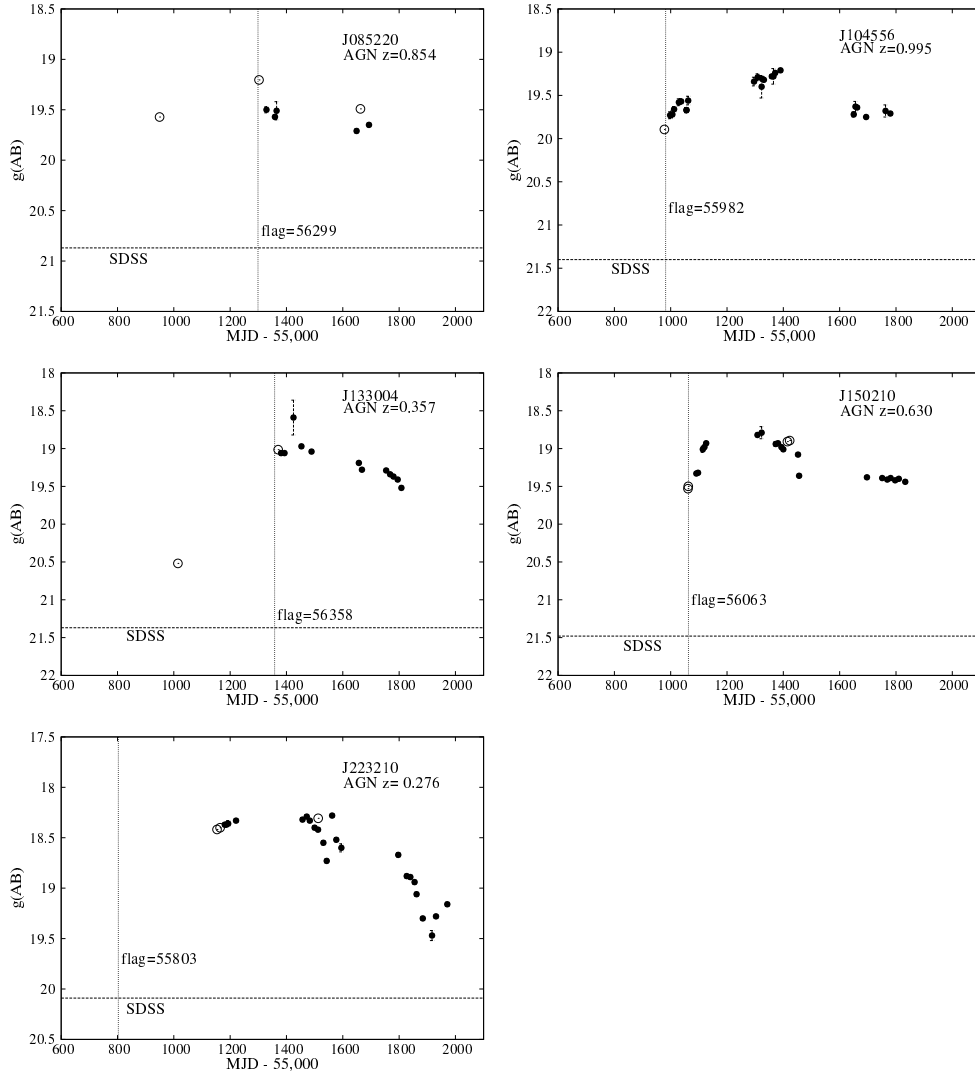 18.5
19
19.5
20
20.5
21
21.5
g(AB)
J085220
AGN z=0.854
flag=56299
SDSS
600 800 1000 1200 1400 1600 1800 2000
MJD - 55,000
18.5
19
19.5
20
20.5
21
21.5
22
g(AB)
J104556
AGN z=0.995
flag=55982
SDSS
600 800 1000 1200 1400 1600 1800 2000
MJD - 55,000
18
18.5
19
19.5
20
20.5
21
21.5
22
g(AB)
J133004
AGN z=0.357
flag=56358
SDSS
600 800 1000 1200 1400 1600 1800 2000
MJD - 55,000
18
18.5
19
19.5
20
20.5
21
21.5
22
g(AB)
J150210
AGN z=0.630
flag=56063
SDSS
600 800 1000 1200 1400 1600 1800 2000
MJD - 55,000
17.5
18
18.5
19
19.5
20
20.5
g(AB)
J223210
AGN z= 0.276
flag=55803
SDSS
600 800 1000 1200 1400 1600 1800 2000
MJD - 55,000